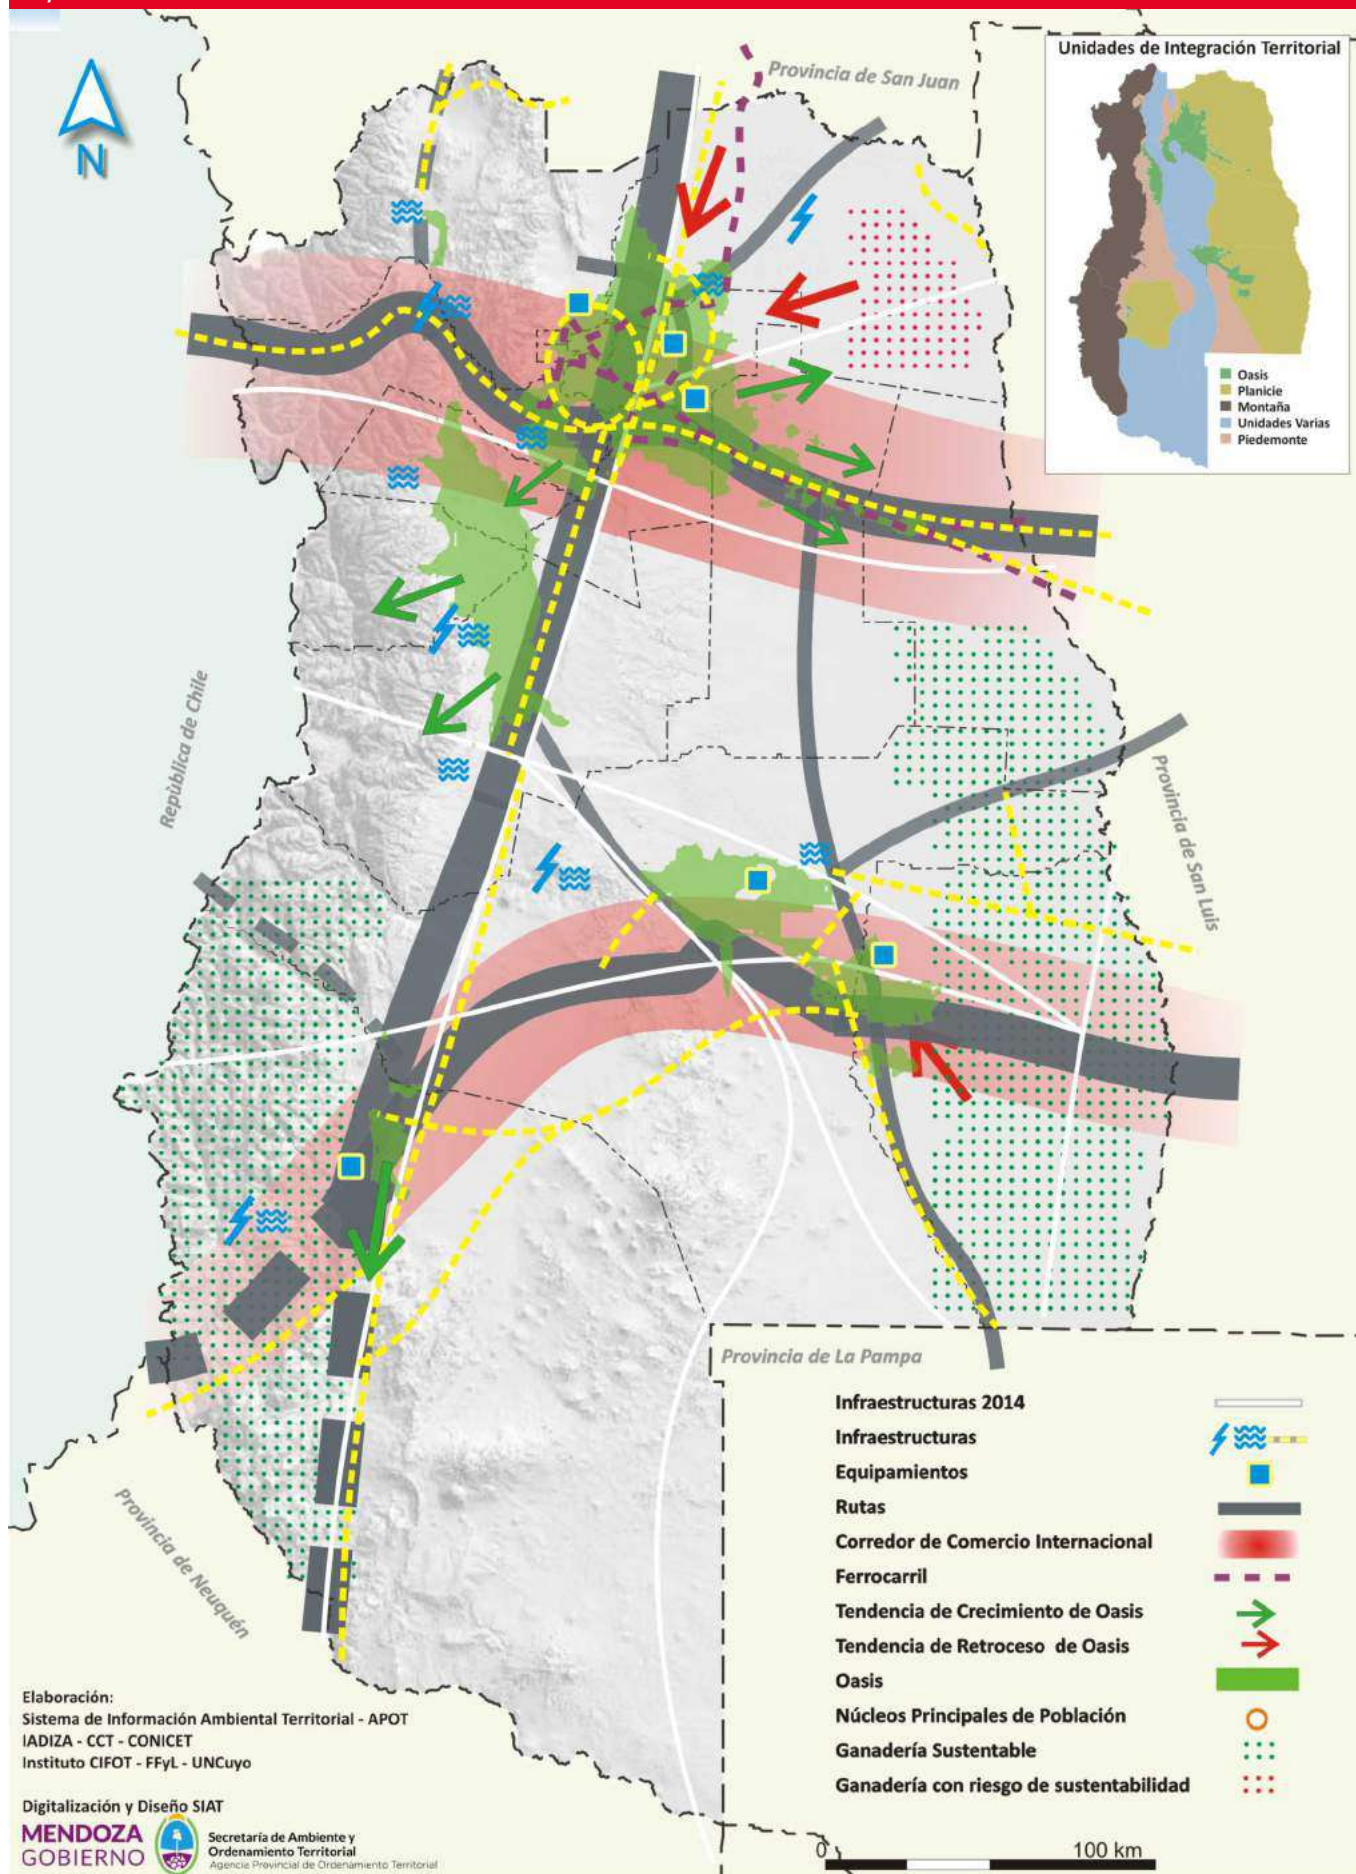 Unidades de Integración Territorial
Oasis
Planicie
Montaña
Unidades Varias
Piedemonte
Provincia de San Juan
N
Repùblica de Chile
Provincia de San Luis
Provincia de La Pampa
Provincia de Neuquén
Infraestructuras 2014
Infraestructuras
Equipamientos
Rutas
Corredor de Comercio Internacional
Ferrocarril
Tendencia de Crecimiento de Oasis
Tendencia de Retroceso de Oasis
Oasis
Núcleos Principales de Población
Ganadería Sustentable
Ganadería con riesgo de sustentabilidad
0 100 km
Elaboración:
Sistema de Información Ambiental Territorial - APOT
IADIZA - CCT - CONICET
Instituto CIFOT - FFyL - UNCuyo
Digitalización y Diseño SIAT
MENDOZA
GOBIERNO
Secretaría de Ambiente y
Ordenamiento Territorial
Agencia Provincial de Ordenamiento Territorial